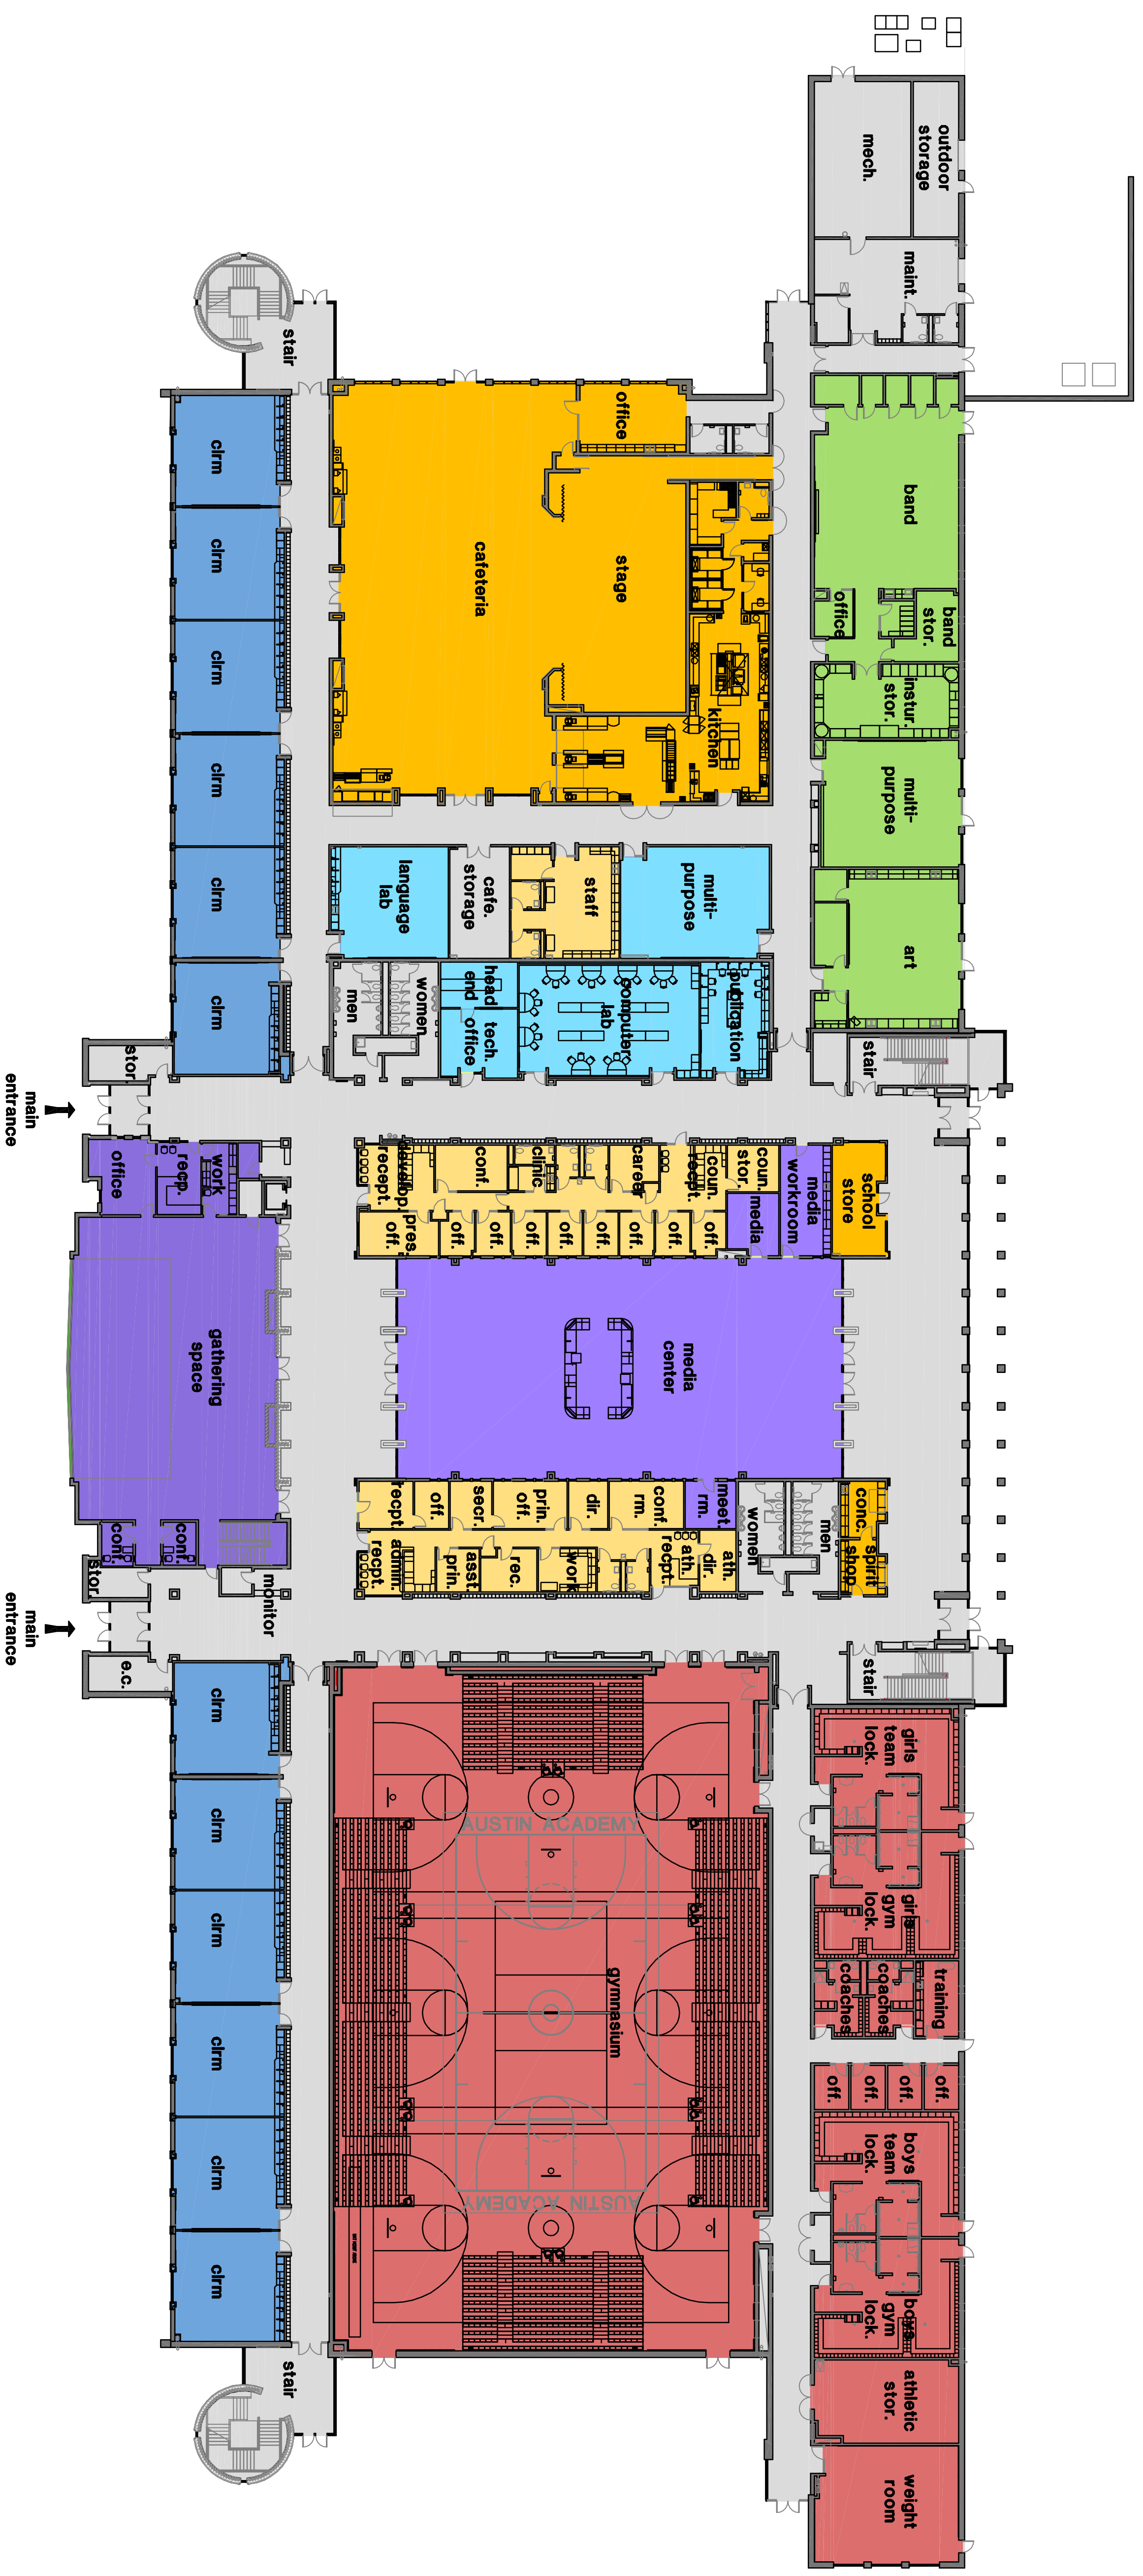 outdoor
storage
mech.
maint.
band
office
band
stor.
instur.
stor.
multi-
purpose
art
stair
stair
girls
team
lock.
girls
gym
lock.
training
coaches
coaches
off.
off.
off.
off.
boys
team
lock.
boys
gym
lock.
athletic
stor.
weight
room
stair
office
cafeteria
stage
kitchen
multi-
purpose
staff
cafe.
storage
language
lab
publication
computer
lab
head
end
tech.
office
women
men
school
store
media
workroom
media
coun.
stor.
coun.
recpt.
career
clinic
conf.
develop.
recept.
pres.
off.
off.
off.
off.
off.
off.
off.
off.
off.
media
center
conc.
spirit
shop
men
women
meet.
rm.
conf.
rm.
dir.
prin.
off.
secr.
off.
recpt.
ath.
dir.
ath.
recpt.
work
rec.
asst.
prin.
admin.
recpt.
gymnasium
AUSTIN ACADEMY
AUSTIN ACADEMY
stair
clrm
clrm
clrm
clrm
clrm
clrm
stor.
office
recp.
work
gathering
space
conf.
conf.
stor.
monitor
e.c.
clrm
clrm
clrm
clrm
clrm
clrm
main
entrance
main
entrance